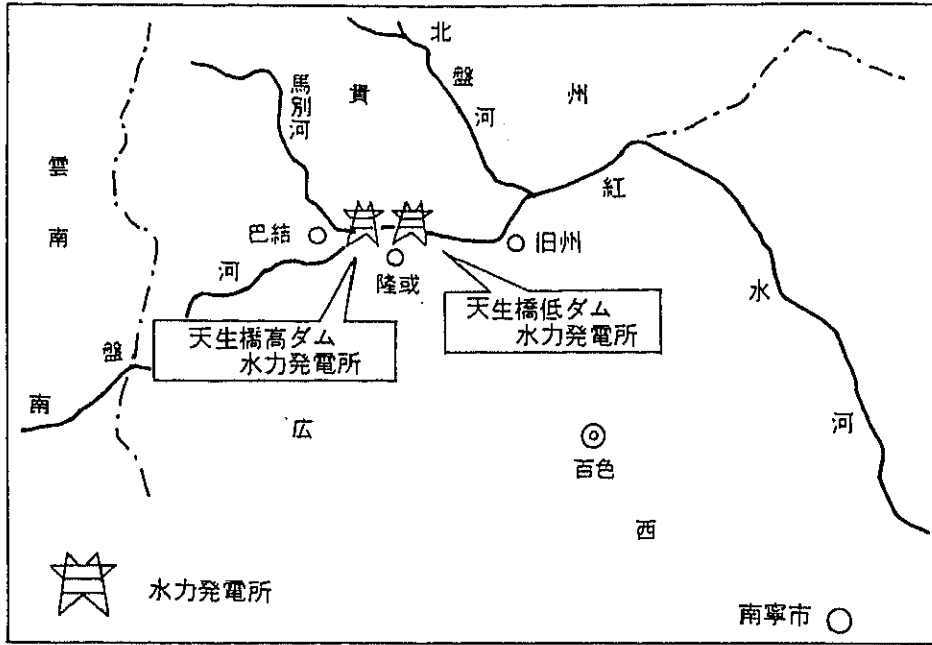 北盤河
馬別河
貴州
雲南
紅水河
巴結
旧州
隆或
南盤河
天生橋高ダム
水力発電所
天生橋低ダム
水力発電所
広西
百色
水力発電所
南寧市